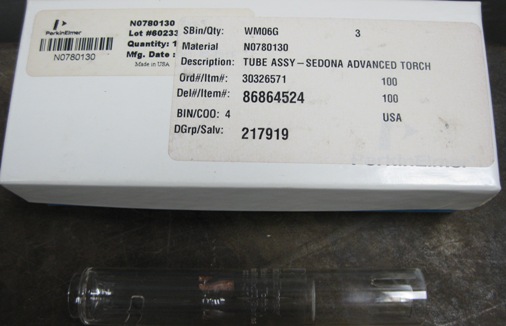 PerkinElmer
N0780130
N0780130
Lot #60233
Quantity: 1
Mfg. Date :
Made in USA
SBin/Qty: WM06G 3
Material N0780130
Description: TUBE ASSY-SEDONA ADVANCED TORCH
Ord#/Itm#: 30326571 100
Del#/Item#: 86864524 100
BIN/COO: 4 USA
DGrp/Salv: 217919
PerkinElmer